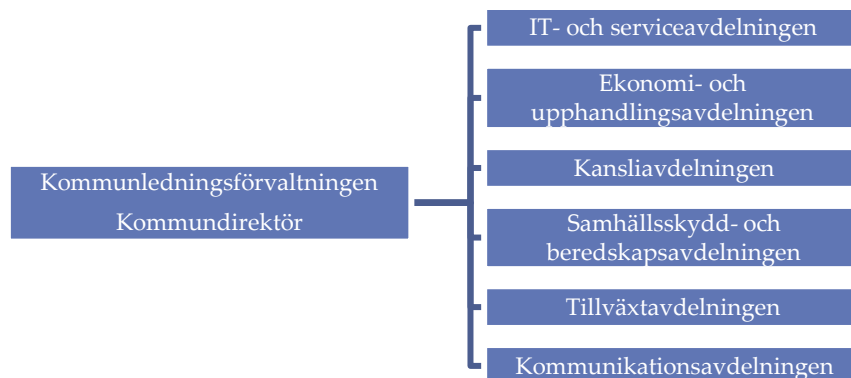 IT- och serviceavdelningen
Ekonomi- och
upphandlingsavdelningen
Kommunledningsförvaltningen
Kommundirektör
Kansliavdelningen
Samhällsskydd- och
beredskapsavdelningen
Tillväxtavdelningen
Kommunikationsavdelningen